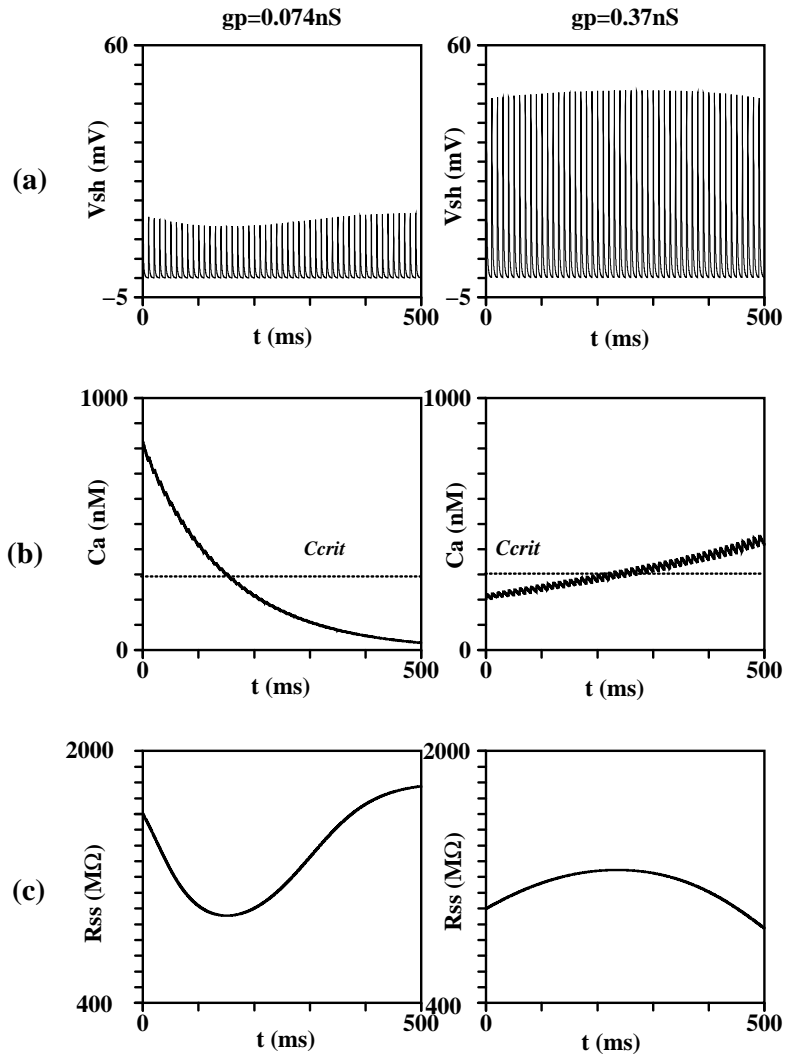 gp=0.074nS gp=0.37nS
(a)
60 60
Vsh (mV) Vsh (mV)
−5 −5
0 500 0 500
t (ms) t (ms)
(b)
1000 1000
Ca (nM) Ca (nM)
Ccrit Ccrit
0 0
0 500 0 500
t (ms) t (ms)
(c)
2000 2000
Rss (MΩ) Rss (MΩ)
400 400
0 500 0 500
t (ms) t (ms)